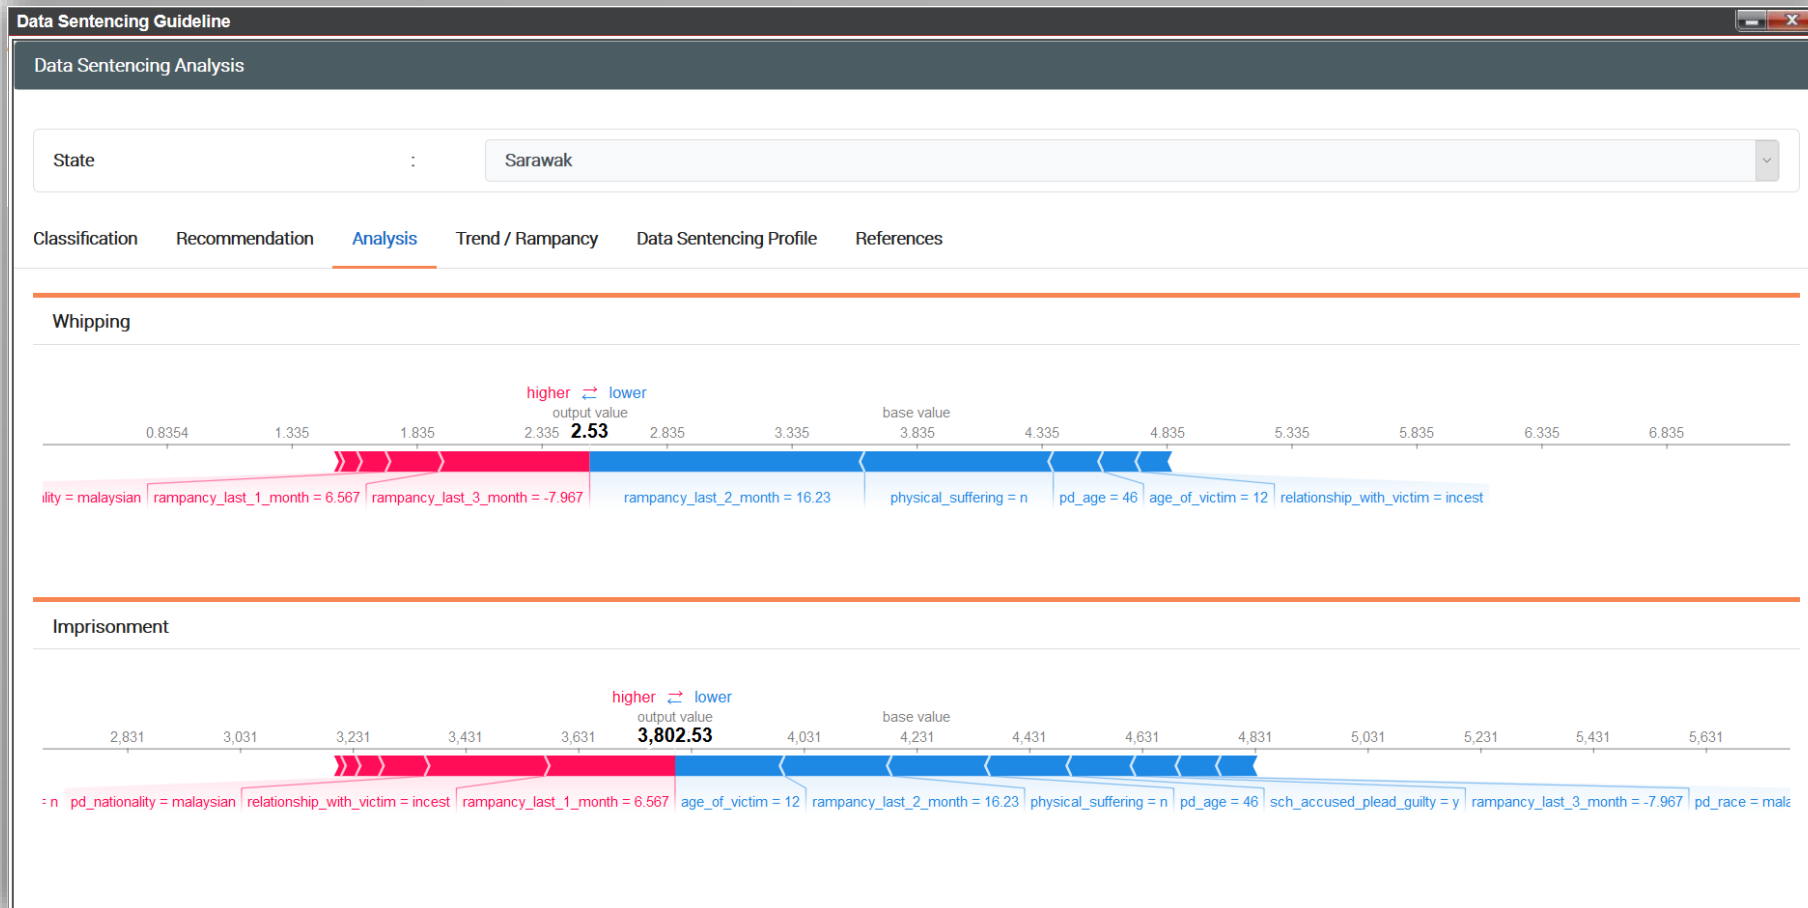 Data Sentencing Guideline
Data Sentencing Analysis
State : Sarawak
Classification Recommendation Analysis Trend / Rampancy Data Sentencing Profile References
Whipping
higher ⇄ lower
output value base value
0.8354 1.335 1.835 2.335 2.53 2.835 3.335 3.835 4.335 4.835 5.335 5.835 6.335 6.835
lity = malaysian rampancy_last_1_month = 6.567 rampancy_last_3_month = -7.967 rampancy_last_2_month = 16.23 physical_suffering = n pd_age = 46 age_of_victim = 12 relationship_with_victim = incest
Imprisonment
higher ⇄ lower
output value base value
2,831 3,031 3,231 3,431 3,631 3,802.53 4,031 4,231 4,431 4,631 4,831 5,031 5,231 5,431 5,631
= n pd_nationality = malaysian relationship_with_victim = incest rampancy_last_1_month = 6.567 age_of_victim = 12 rampancy_last_2_month = 16.23 physical_suffering = n pd_age = 46 sch_accused_plead_guilty = y rampancy_last_3_month = -7.967 pd_race = mala